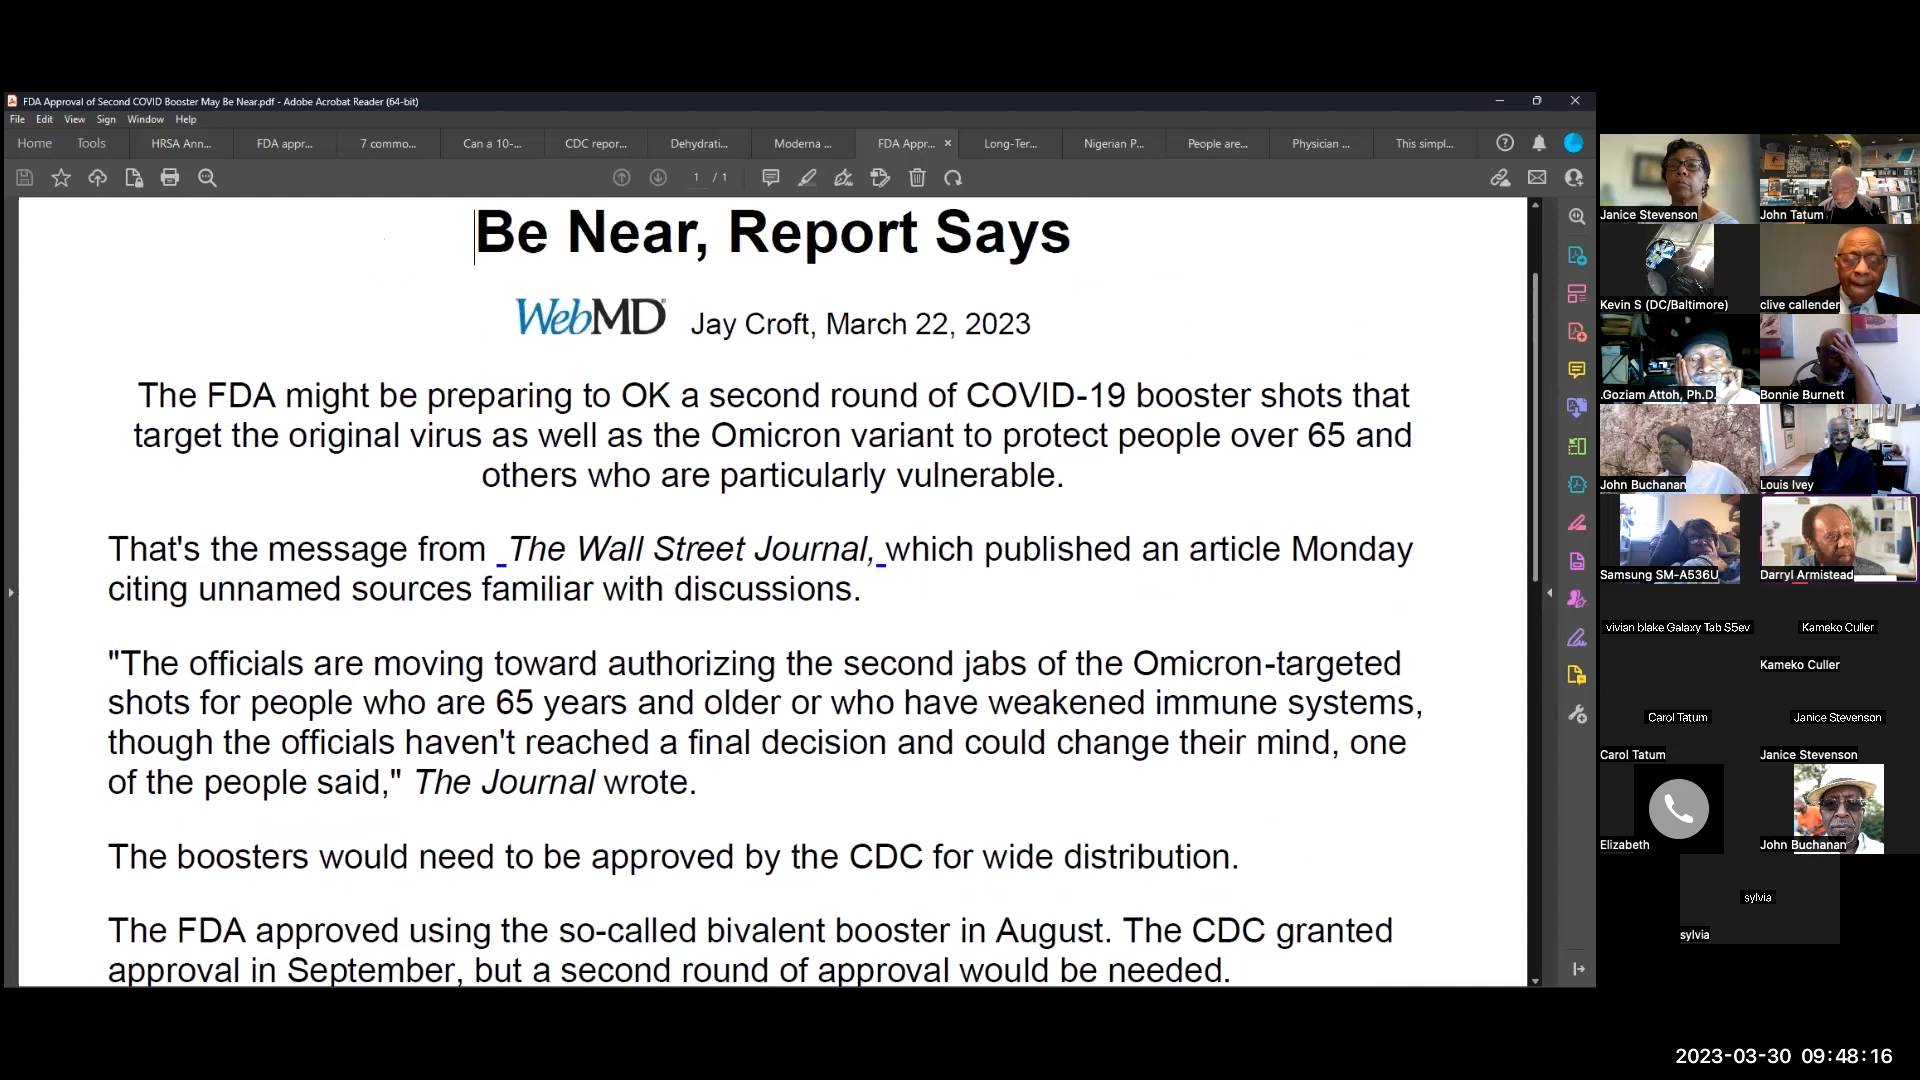 FDA Approval of Second COVID Booster May Be Near.pdf - Adobe Acrobat Reader (64-bit)
File Edit View Sign Window Help
Home Tools HRSA Ann... FDA appr... 7 commo... Can a 10-... CDC repor... Dehydrati... Moderna ... FDA Appr... Long-Ter... Nigerian P... People are... Physician ... This simpl...
1 / 1
Be Near, Report Says
WebMD Jay Croft, March 22, 2023
The FDA might be preparing to OK a second round of COVID-19 booster shots that
target the original virus as well as the Omicron variant to protect people over 65 and
others who are particularly vulnerable.
That's the message from The Wall Street Journal, which published an article Monday
citing unnamed sources familiar with discussions.
"The officials are moving toward authorizing the second jabs of the Omicron-targeted
shots for people who are 65 years and older or who have weakened immune systems,
though the officials haven't reached a final decision and could change their mind, one
of the people said," The Journal wrote.
The boosters would need to be approved by the CDC for wide distribution.
The FDA approved using the so-called bivalent booster in August. The CDC granted
approval in September, but a second round of approval would be needed.
Janice Stevenson
John Tatum
Kevin S (DC/Baltimore)
clive callender
.Goziam Attoh, Ph.D.
Bonnie Burnett
John Buchanan
Louis Ivey
Samsung SM-A536U
Darryl Armistead
vivian blake Galaxy Tab S5ev
Kameko Culler
Kameko Culler
Carol Tatum
Janice Stevenson
Carol Tatum
Janice Stevenson
Elizabeth
John Buchanan
sylvia
sylvia
2023-03-30 09:48:16